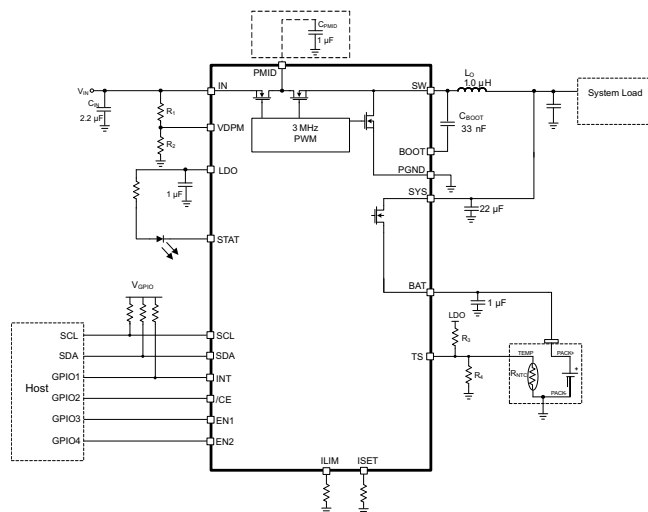 CPMID
1 µF
PMID
VIN
CIN
2.2 µF
IN
R1
VDPM
R2
3 MHz
PWM
SW
LO
1.0 µH
System Load
CBOOT
33 nF
BOOT
PGND
LDO
1 µF
SYS
22 µF
STAT
VGPIO
BAT
1 µF
LDO
R3
TS
R4
TEMP
PACK+
RNTC
+
PACK-
Host
SCL
SDA
GPIO1
GPIO2
GPIO3
GPIO4
SCL
SDA
INT
/CE
EN1
EN2
ILIM
ISET